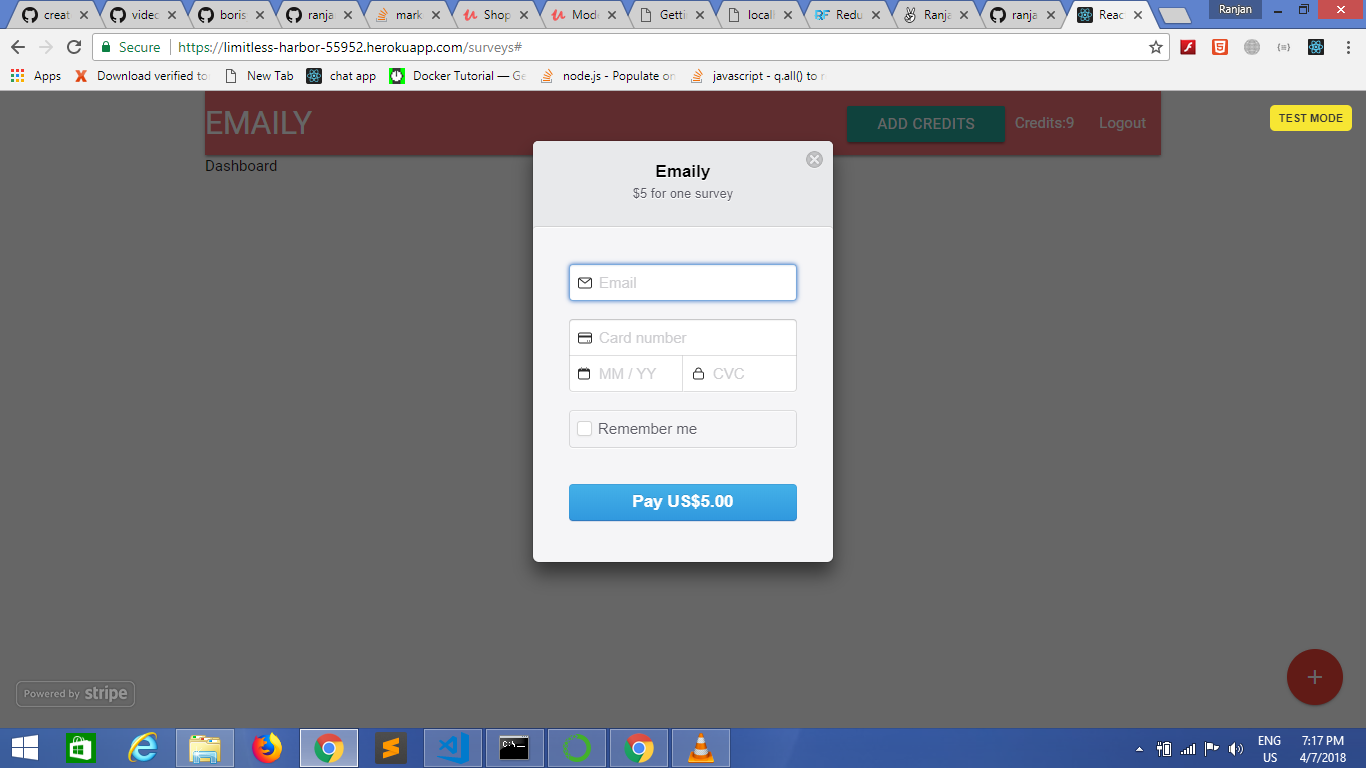 creat
video
boris
ranja
mark
Shop
Mode
Getti
locall
Redu
Ranja
ranja
Reac
Ranjan
Secure
https://limitless-harbor-55952.herokuapp.com/surveys#
Apps
Download verified to
New Tab
chat app
Docker Tutorial — Ge
node.js - Populate on
javascript - q.all() to r
EMAILY
ADD CREDITS
Credits:9
Logout
TEST MODE
Dashboard
Emaily
$5 for one survey
Email
Card number
MM / YY
CVC
Remember me
Pay US$5.00
Powered by stripe
ENG
US
7:17 PM
4/7/2018